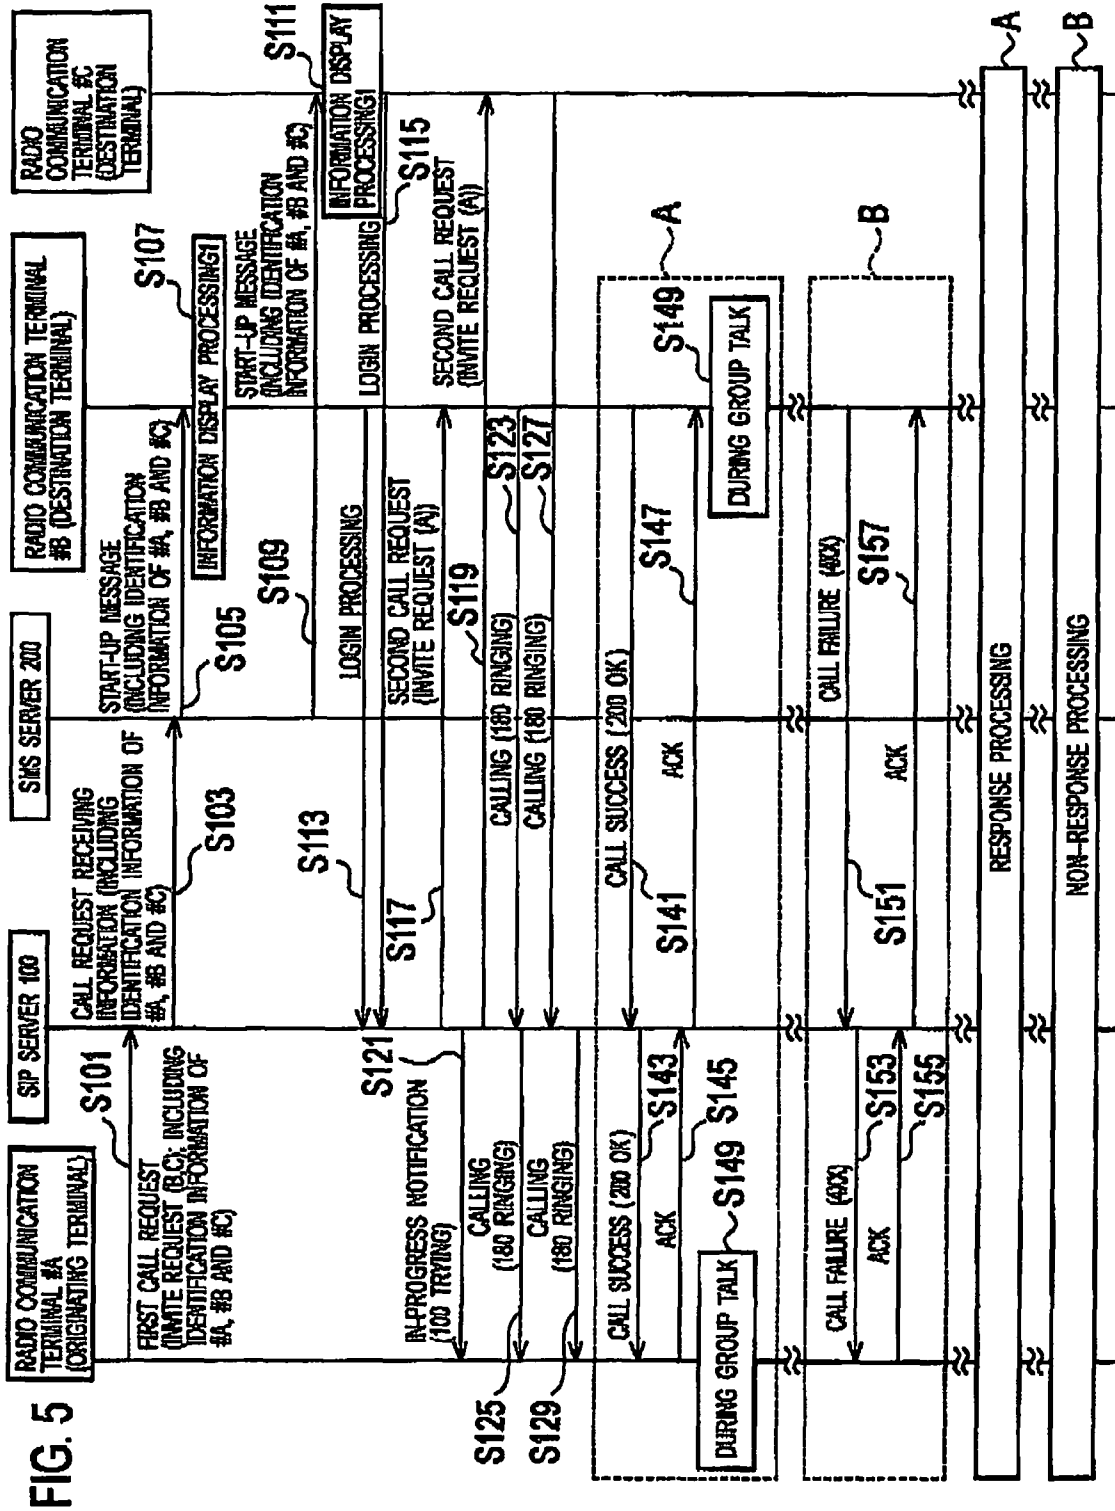 FIG. 5
RADIO COMMUNICATION
TERMINAL #A
(ORIGINATING TERMINAL)
SIP SERVER 100
SMS SERVER 200
RADIO COMMUNICATION TERMINAL
#B (DESTINATION TERMINAL)
RADIO
COMMUNICATION
TERMINAL #C
(DESTINATION
TERMINAL)
S101
FIRST CALL REQUEST
(INVITE REQUEST (B,C); INCLUDING
IDENTIFICATION INFORMATION OF
#A, #B AND #C)
CALL REQUEST RECEIVING
INFORMATION (INCLUDING
IDENTIFICATION INFORMATION OF
#A, #B AND #C)
S103
START-UP MESSAGE
(INCLUDING IDENTIFICATION
INFORMATION OF #A, #B AND #C)
S105
S107
INFORMATION DISPLAY PROCESSING1
START-UP MESSAGE
(INCLUDING IDENTIFICATION
INFORMATION OF #A, #B AND #C)
S109
S111
INFORMATION DISPLAY
PROCESSING1
LOGIN PROCESSING
S113
LOGIN PROCESSING
S115
SECOND CALL REQUEST
(INVITE REQUEST (A))
S117
SECOND CALL REQUEST
(INVITE REQUEST (A))
S119
S121
IN-PROGRESS NOTIFICATION
(100 TRYING)
CALLING (180 RINGING)
S123
CALLING
(180 RINGING)
S125
CALLING (180 RINGING)
S127
CALLING
(180 RINGING)
S129
A
CALL SUCCESS (200 OK)
S141
CALL SUCCESS (200 OK)
S143
ACK
S145
ACK
S147
DURING GROUP TALK
S149
DURING GROUP TALK
S149
B
CALL FAILURE (4XX)
S151
CALL FAILURE (4XX)
S153
ACK
S155
ACK
S157
RESPONSE PROCESSING
A
NON-RESPONSE PROCESSING
B